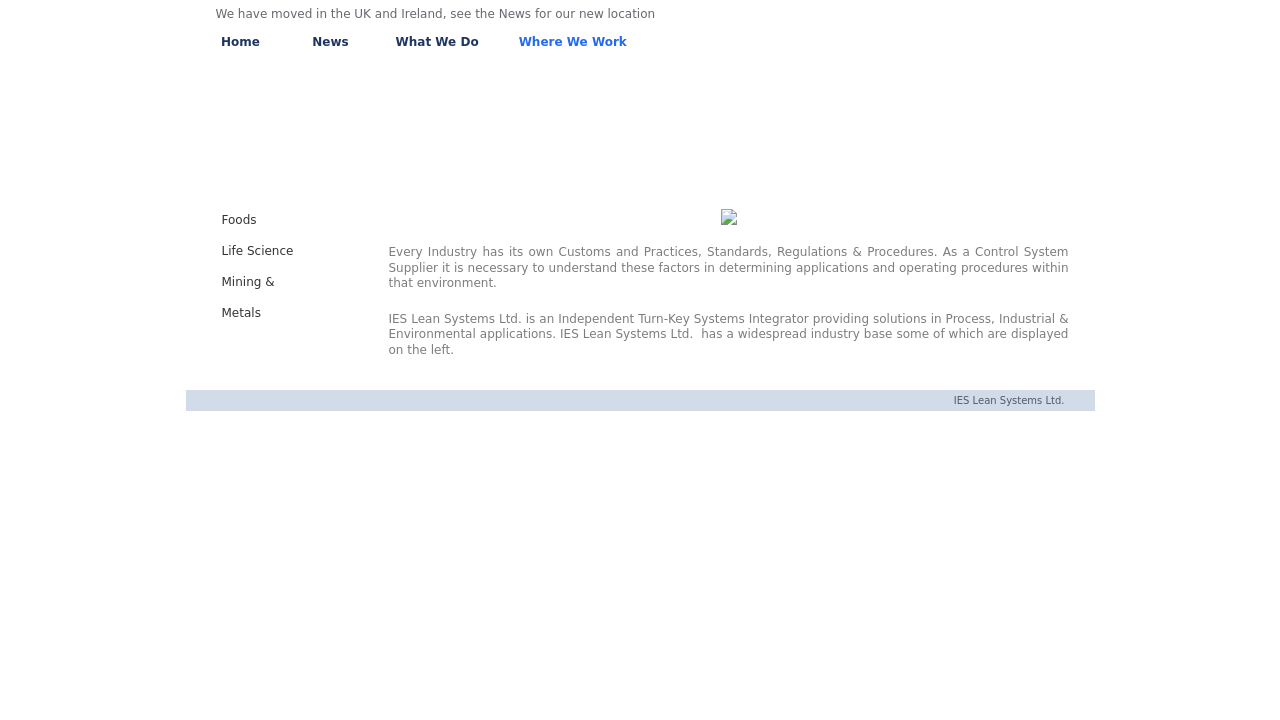 We have moved in the UK and Ireland, see the News for our new location
Home News What We Do Where We Work
Foods
Life Science
Mining &
Metals
Every Industry has its own Customs and Practices, Standards, Regulations & Procedures. As a Control System
Supplier it is necessary to understand these factors in determining applications and operating procedures within
that environment.
IES Lean Systems Ltd. is an Independent Turn-Key Systems Integrator providing solutions in Process, Industrial &
Environmental applications. IES Lean Systems Ltd.  has a widespread industry base some of which are displayed
on the left.
IES Lean Systems Ltd.